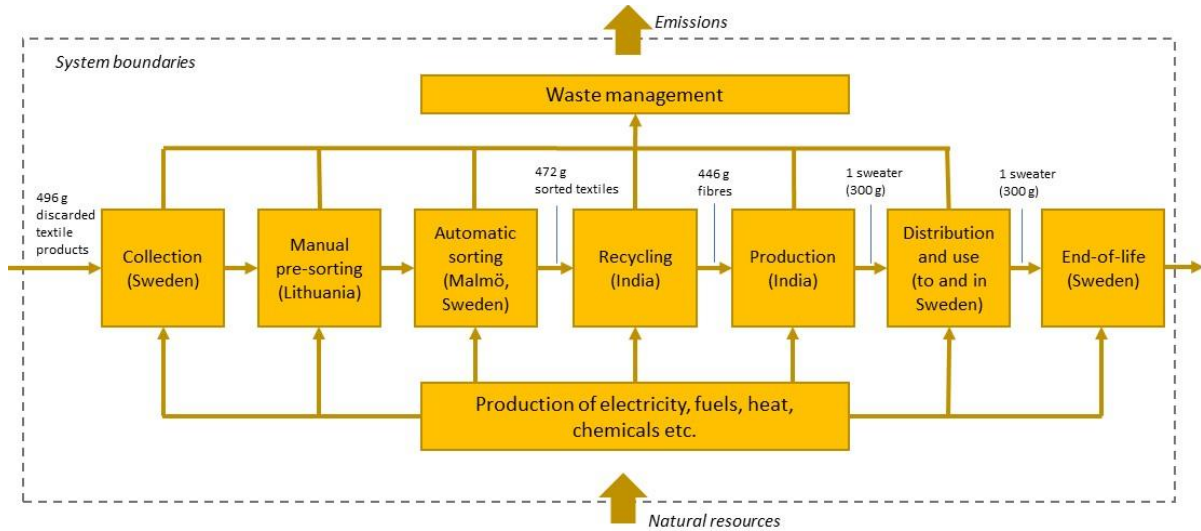 Emissions
System boundaries
Waste management
496 g
discarded
textile
products
472 g
sorted textiles
446 g
fibres
1 sweater
(300 g)
1 sweater
(300 g)
Collection
(Sweden)
Manual
pre-sorting
(Lithuania)
Automatic
sorting
(Malmö,
Sweden)
Recycling
(India)
Production
(India)
Distribution
and use
(to and in
Sweden)
End-of-life
(Sweden)
Production of electricity, fuels, heat,
chemicals etc.
Natural resources